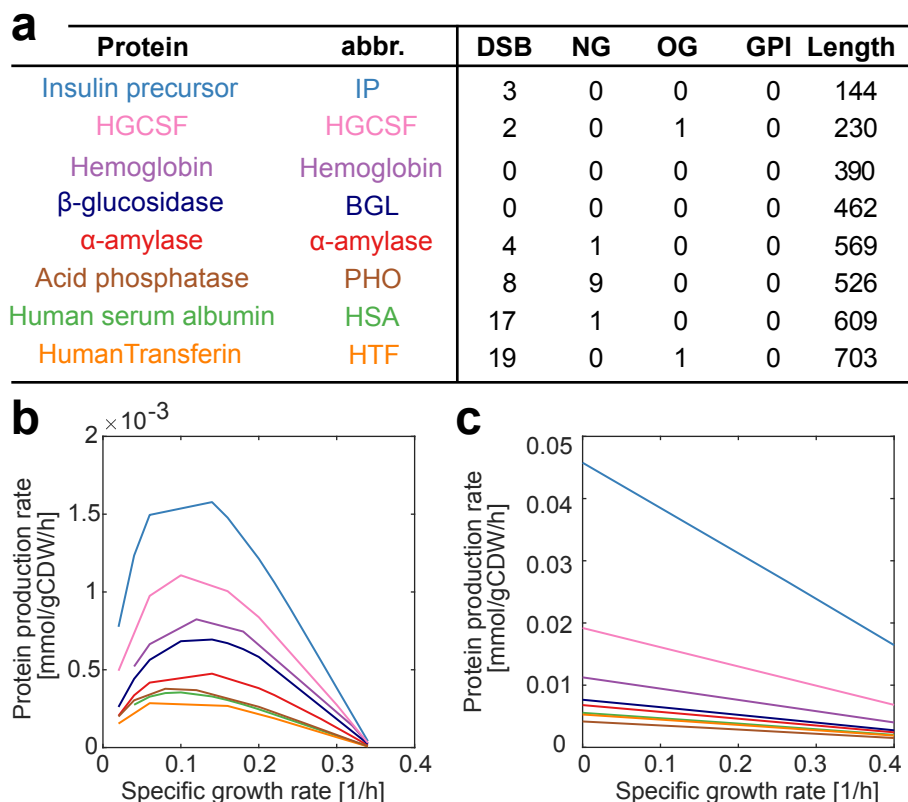 a
Protein abbr. DSB NG OG GPI Length
Insulin precursor IP 3 0 0 0 144
HGCSF HGCSF 2 0 1 0 230
Hemoglobin Hemoglobin 0 0 0 0 390
β-glucosidase BGL 0 0 0 0 462
α-amylase α-amylase 4 1 0 0 569
Acid phosphatase PHO 8 9 0 0 526
Human serum albumin HSA 17 1 0 0 609
HumanTransferin HTF 19 0 1 0 703
b
×10⁻³
2
1.5
1
0.5
0
0 0.1 0.2 0.3 0.4
Protein production rate
[mmol/gCDW/h]
Specific growth rate [1/h]
c
0.05
0.04
0.03
0.02
0.01
0
0 0.1 0.2 0.3 0.4
Protein production rate
[mmol/gCDW/h]
Specific growth rate [1/h]